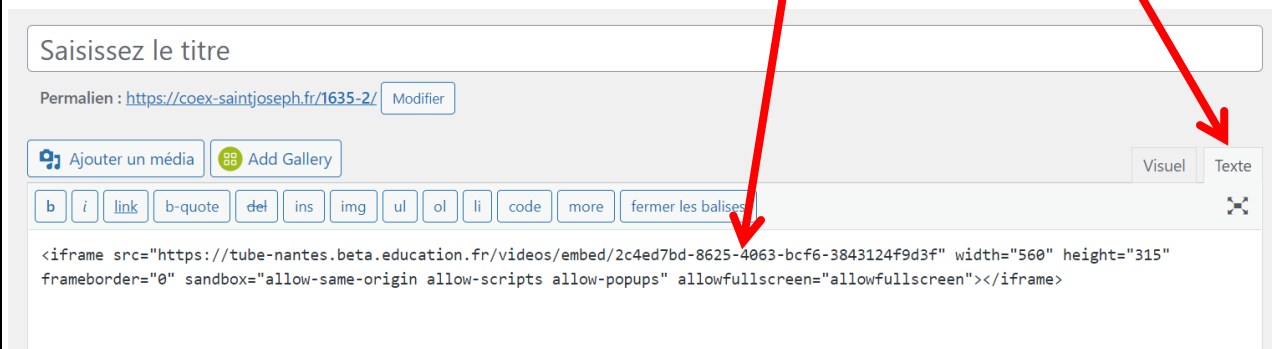 Saisissez le titre
Permalien : https://coex-saintjoseph.fr/1635-2/ Modifier
Ajouter un média Add Gallery Visuel Texte
b i link b-quote del ins img ul ol li code more fermer les balises
<iframe src="https://tube-nantes.beta.education.fr/videos/embed/2c4ed7bd-8625-4063-bcf6-3843124f9d3f" width="560" height="315"
frameborder="0" sandbox="allow-same-origin allow-scripts allow-popups" allowfullscreen="allowfullscreen"></iframe>